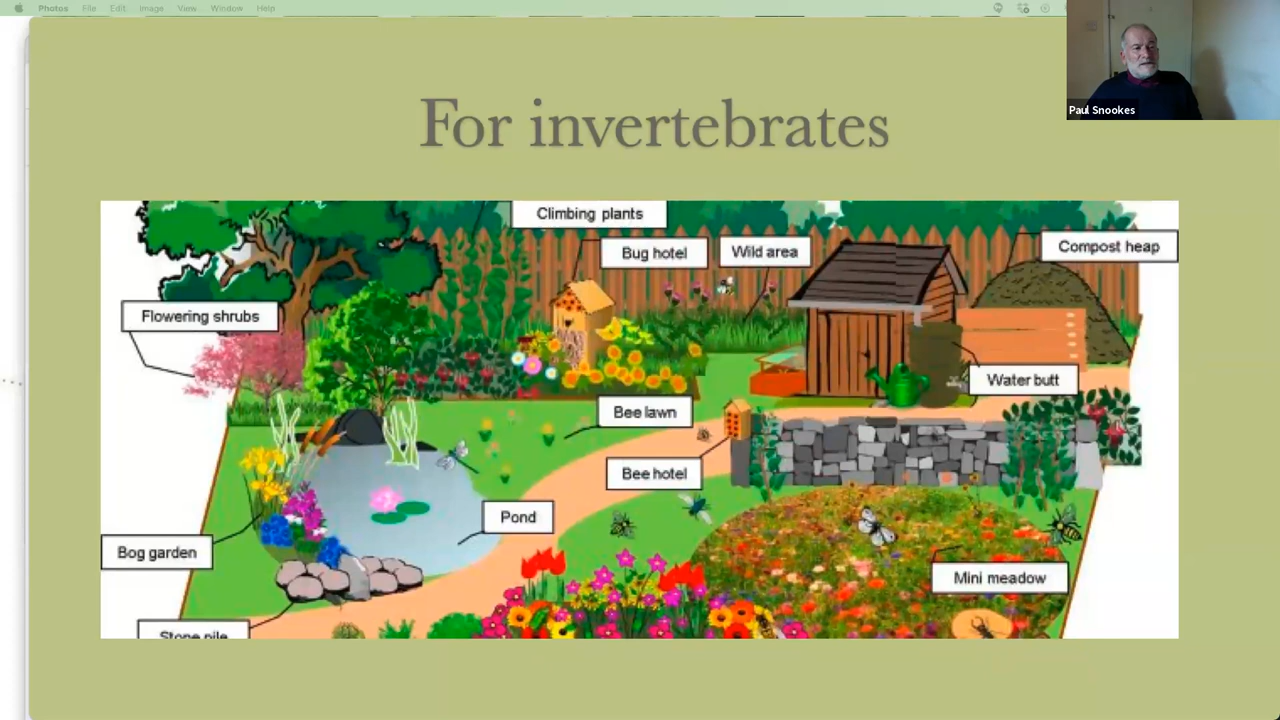 Photos File Edit Image View Window Help
Paul Snookes
For invertebrates
Climbing plants
Bug hotel
Wild area
Compost heap
Flowering shrubs
Water butt
Bee lawn
Bee hotel
Pond
Bog garden
Mini meadow
Stone pile